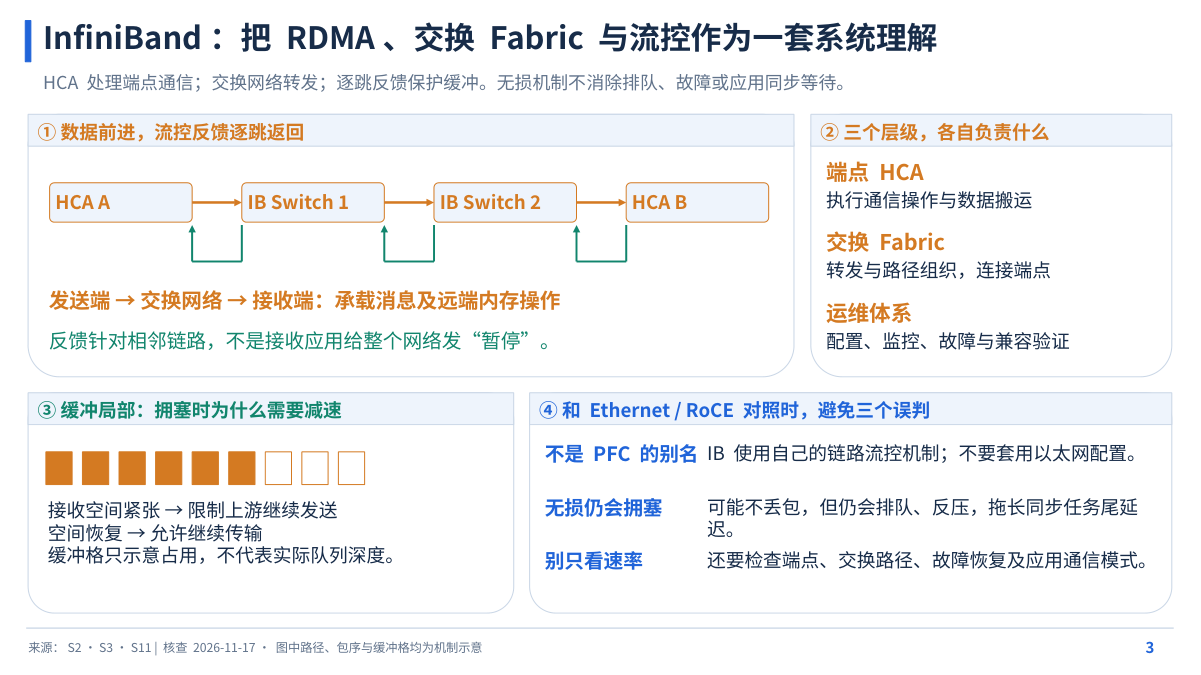 InfiniBand：把 RDMA、交换 Fabric 与流控作为一套系统理解
HCA 处理端点通信；交换网络转发；逐跳反馈保护缓冲。无损机制不消除排队、故障或应用同步等待。
① 数据前进，流控反馈逐跳返回
HCA A
IB Switch 1
IB Switch 2
HCA B
发送端 → 交换网络 → 接收端：承载消息及远端内存操作
反馈针对相邻链路，不是接收应用给整个网络发“暂停”。
② 三个层级，各自负责什么
端点 HCA
执行通信操作与数据搬运
交换 Fabric
转发与路径组织，连接端点
运维体系
配置、监控、故障与兼容验证
③ 缓冲局部：拥塞时为什么需要减速
接收空间紧张 → 限制上游继续发送
空间恢复 → 允许继续传输
缓冲格只示意占用，不代表实际队列深度。
④ 和 Ethernet / RoCE 对照时，避免三个误判
不是 PFC 的别名 IB 使用自己的链路流控机制；不要套用以太网配置。
无损仍会拥塞 可能不丢包，但仍会排队、反压，拖长同步任务尾延
迟。
别只看速率 还要检查端点、交换路径、故障恢复及应用通信模式。
来源： S2 · S3 · S11 | 核查 2026-11-17 · 图中路径、包序与缓冲格均为机制示意
3